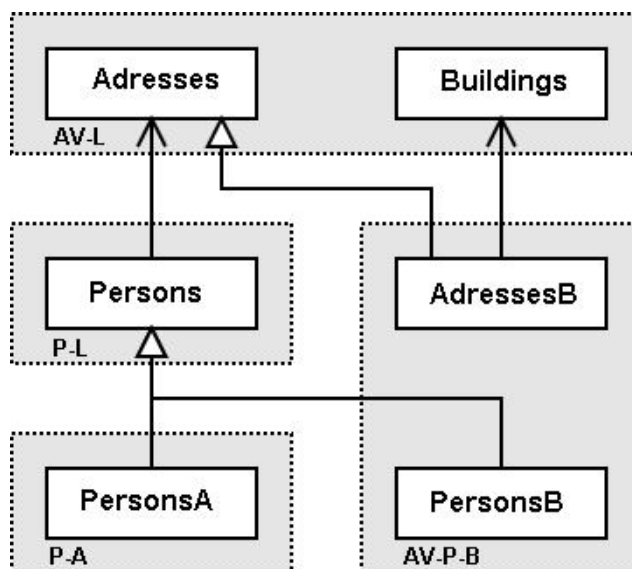 Adresses
Buildings
AV-L
Persons
AdressesB
P-L
PersonsA
PersonsB
P-A
AV-P-B